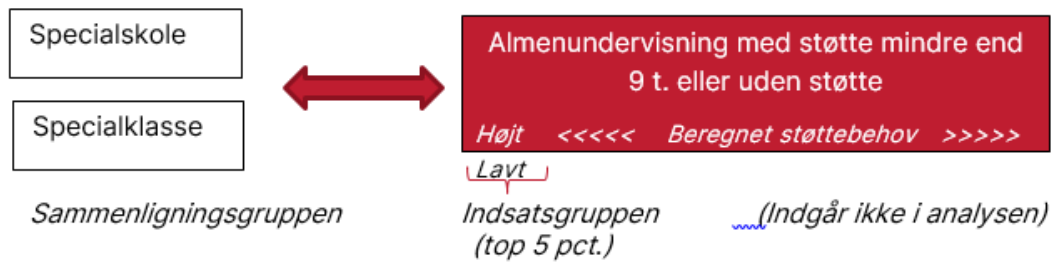 Specialskole
Specialklasse
Almenundervisning med støtte mindre end
9 t. eller uden støtte
Højt <<<<< Beregnet støttebehov >>>>>
Lavt
Sammenligningsgruppen
Indsatsgruppen
(top 5 pct.)
(Indgår ikke i analysen)